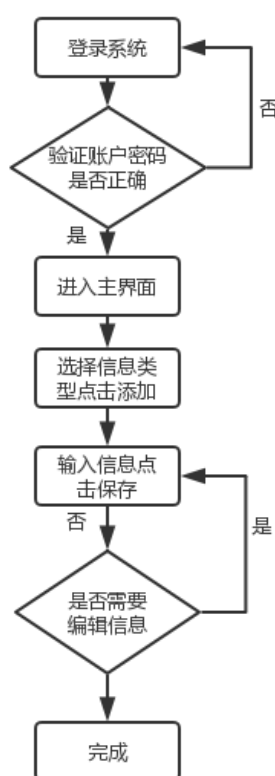 登录系统
否
验证账户密码
是否正确
是
进入主界面
选择信息类
型点击添加
输入信息点
击保存
否
是
是否需要
编辑信息
完成